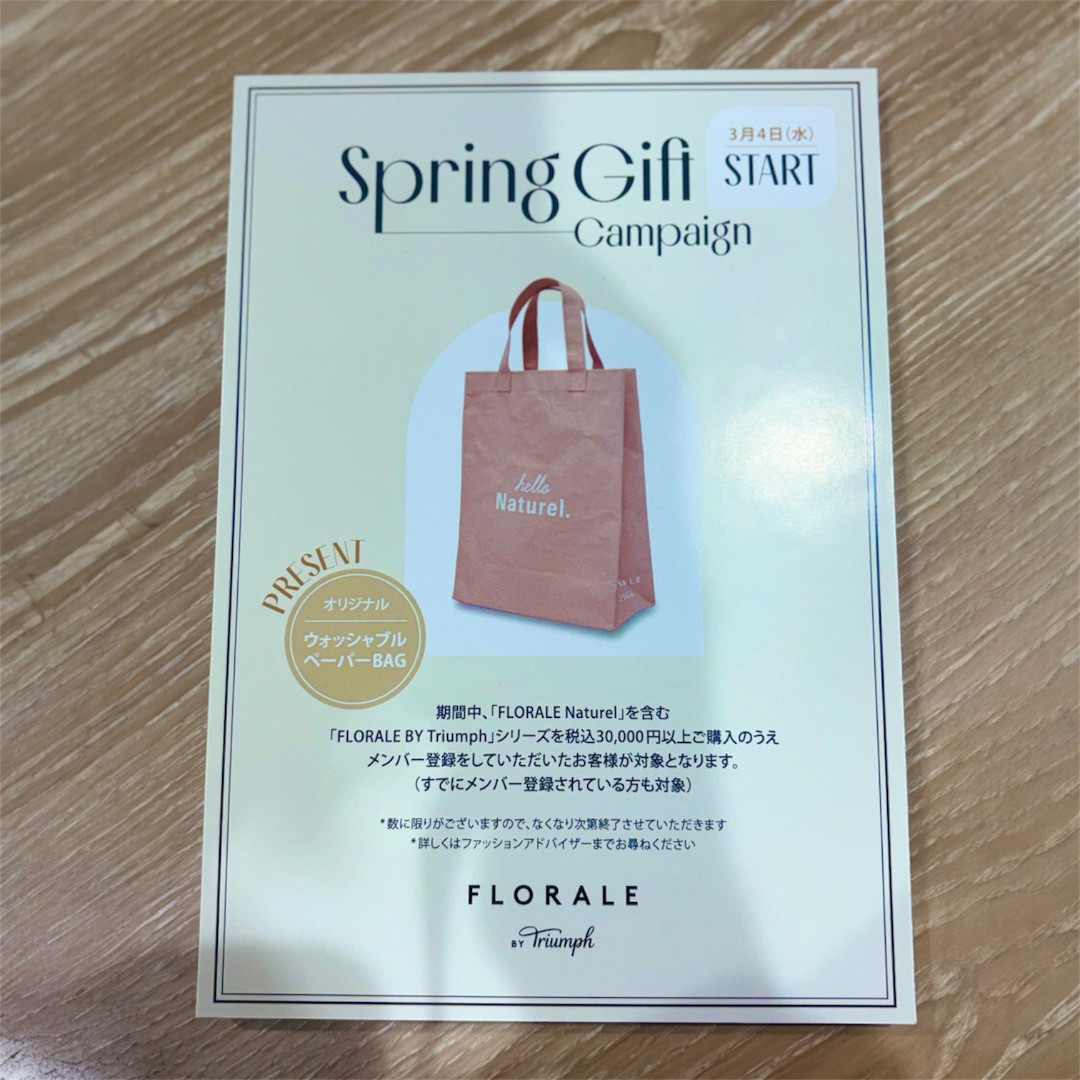 Spring Gift
Campaign
3月4日(水)
START
hello
Naturel.
PRESENT
オリジナル
ウォッシャブル
ペーパーBAG
期間中、「FLORALE Naturel」を含む
「FLORALE BY Triumph」シリーズを税込30,000円以上ご購入のうえ
メンバー登録をしていただいたお客様が対象となります。
(すでにメンバー登録されている方も対象)
*数に限りがございますので、なくなり次第終了させていただきます
*詳しくはファッションアドバイザーまでお尋ねください
FLORALE
BY Triumph